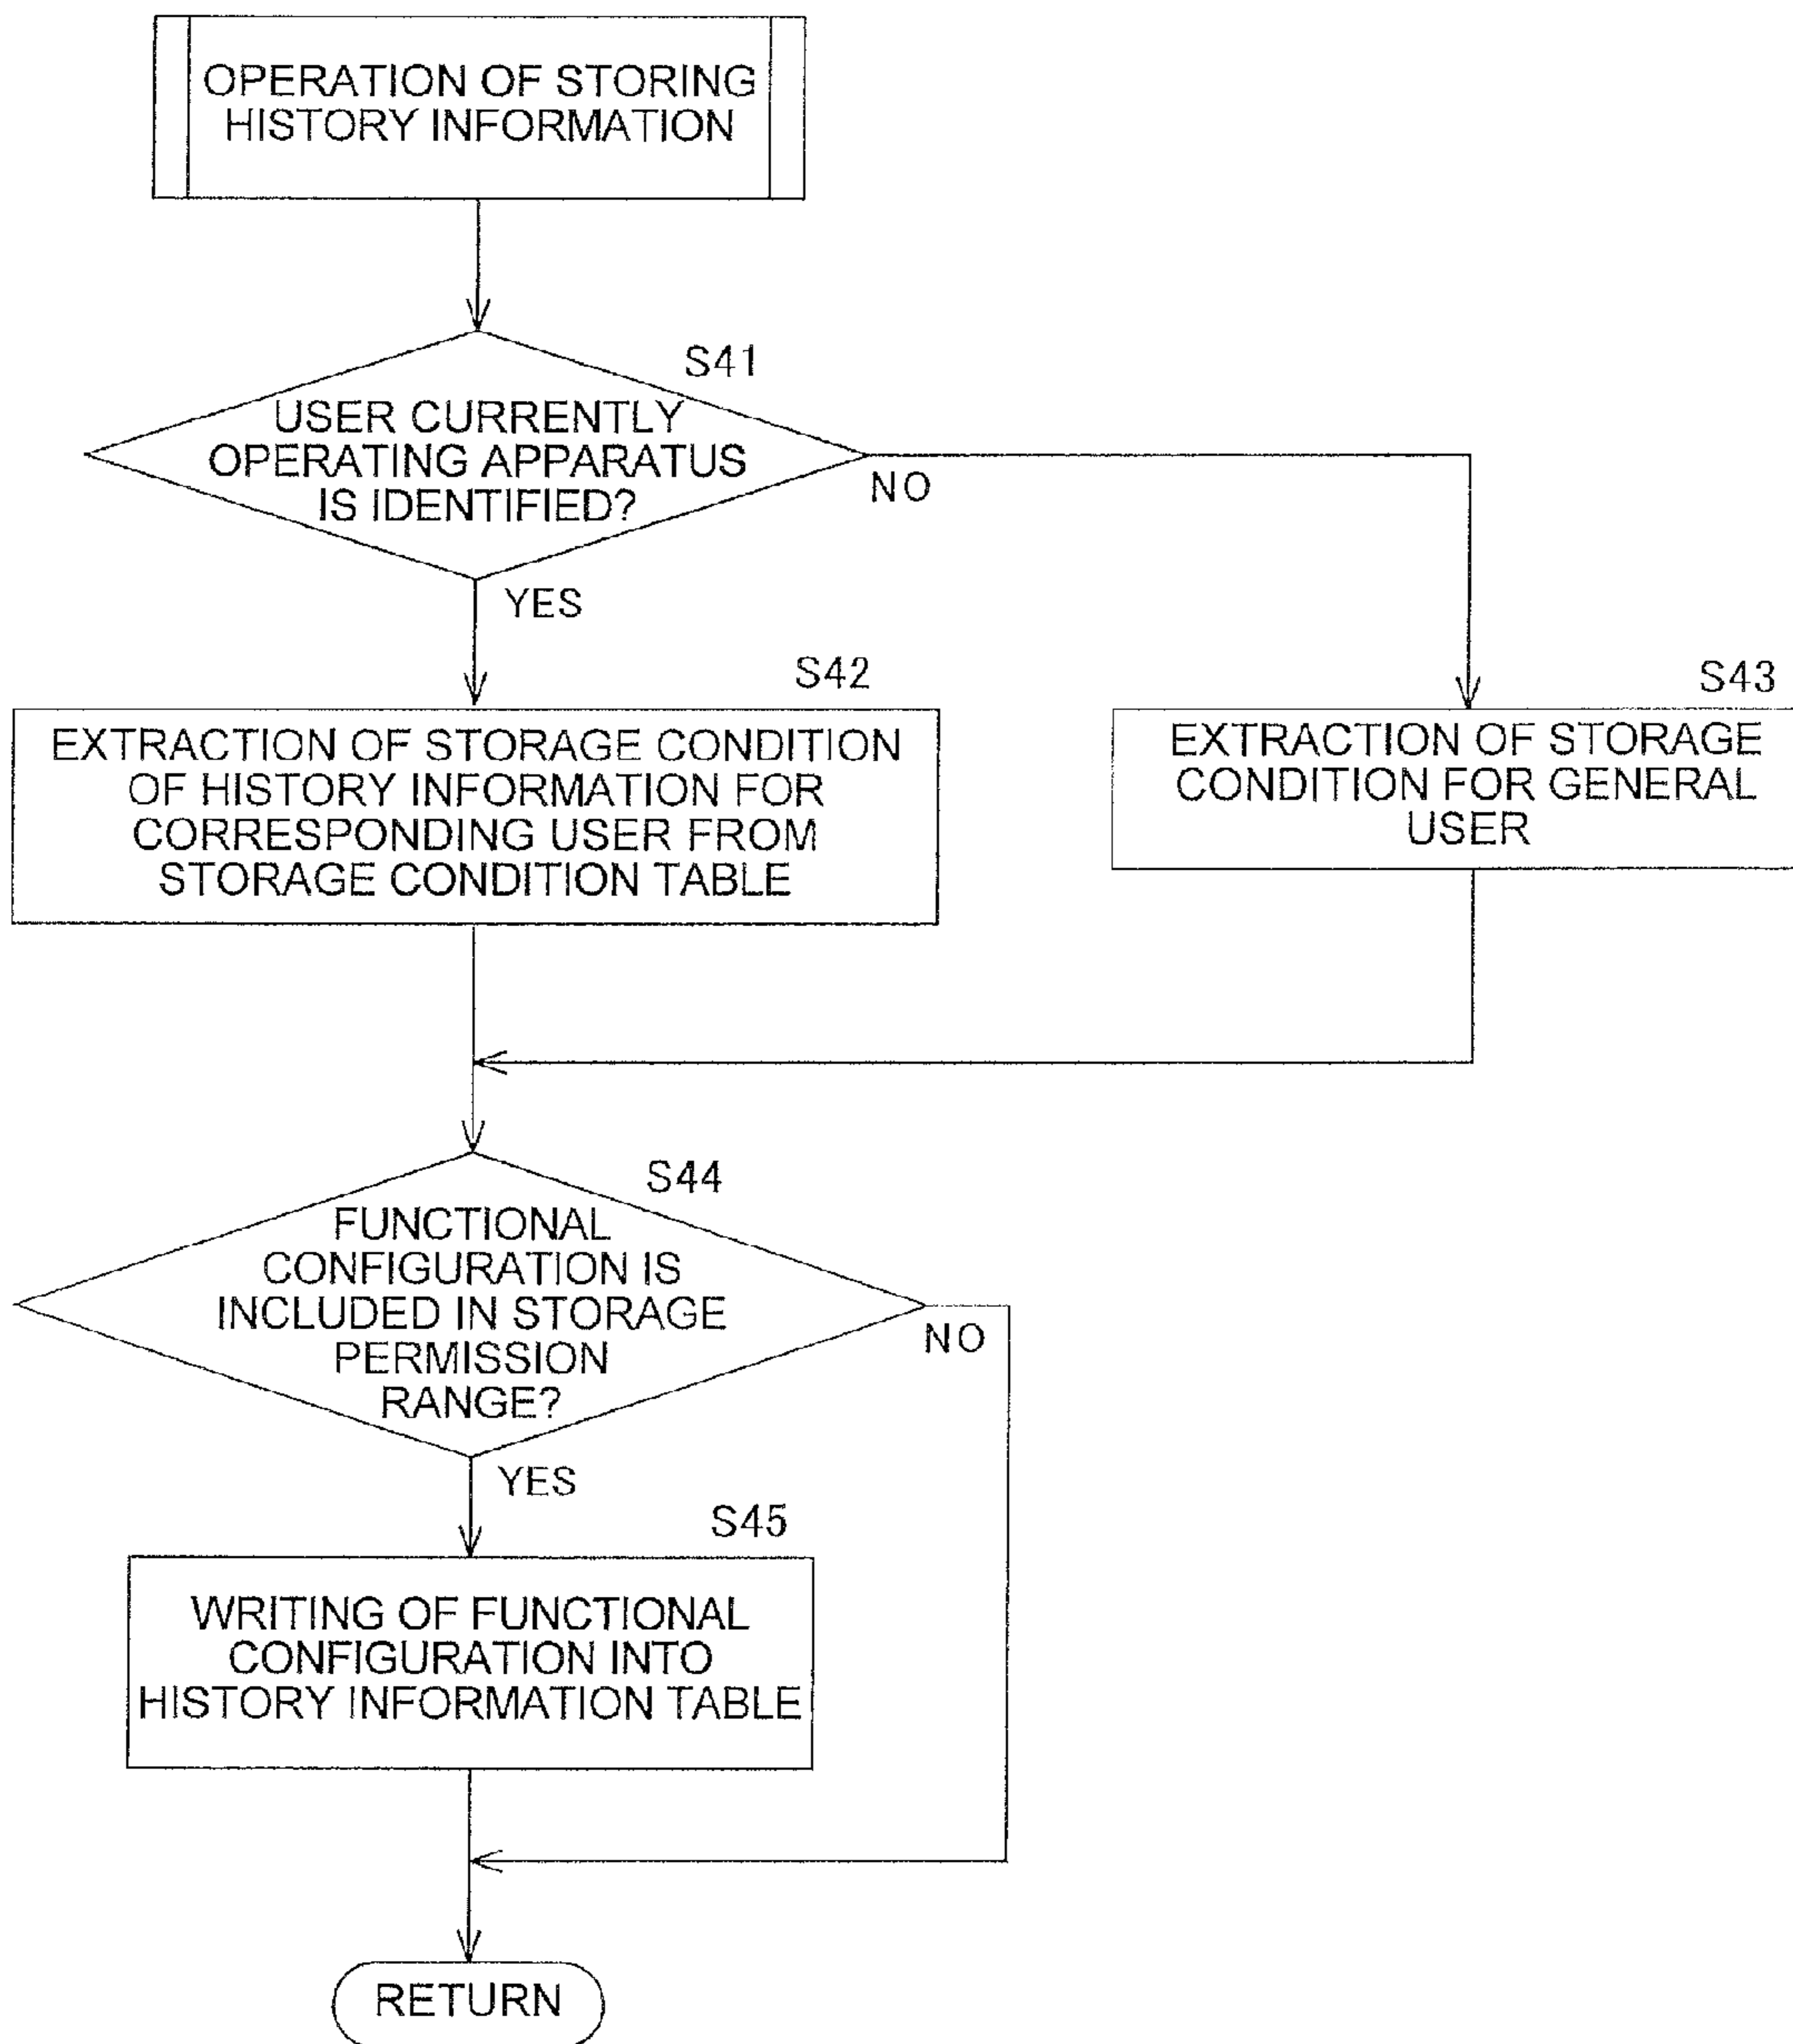 OPERATION OF STORING
HISTORY INFORMATION
S41
USER CURRENTLY
OPERATING APPARATUS
IS IDENTIFIED?
NO
YES
S42
EXTRACTION OF STORAGE CONDITION
OF HISTORY INFORMATION FOR
CORRESPONDING USER FROM
STORAGE CONDITION TABLE
S43
EXTRACTION OF STORAGE
CONDITION FOR GENERAL
USER
S44
FUNCTIONAL
CONFIGURATION IS
INCLUDED IN STORAGE
PERMISSION
RANGE?
NO
YES
S45
WRITING OF FUNCTIONAL
CONFIGURATION INTO
HISTORY INFORMATION TABLE
RETURN